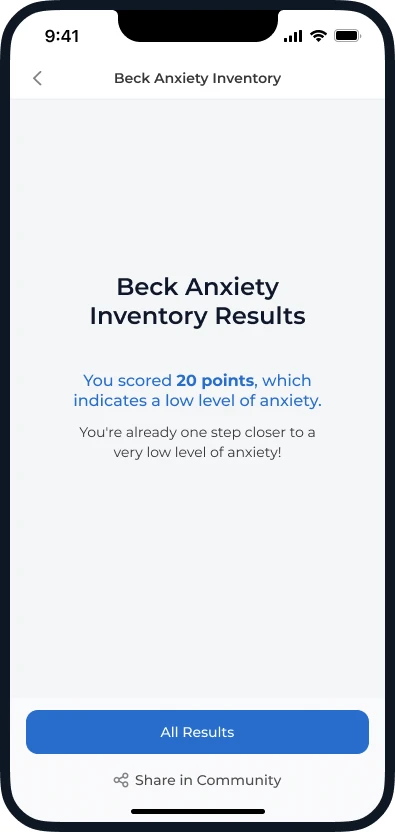 9:41
Beck Anxiety Inventory
Beck Anxiety
Inventory Results
You scored 20 points, which
indicates a low level of anxiety.
You're already one step closer to a
very low level of anxiety!
All Results
Share in Community